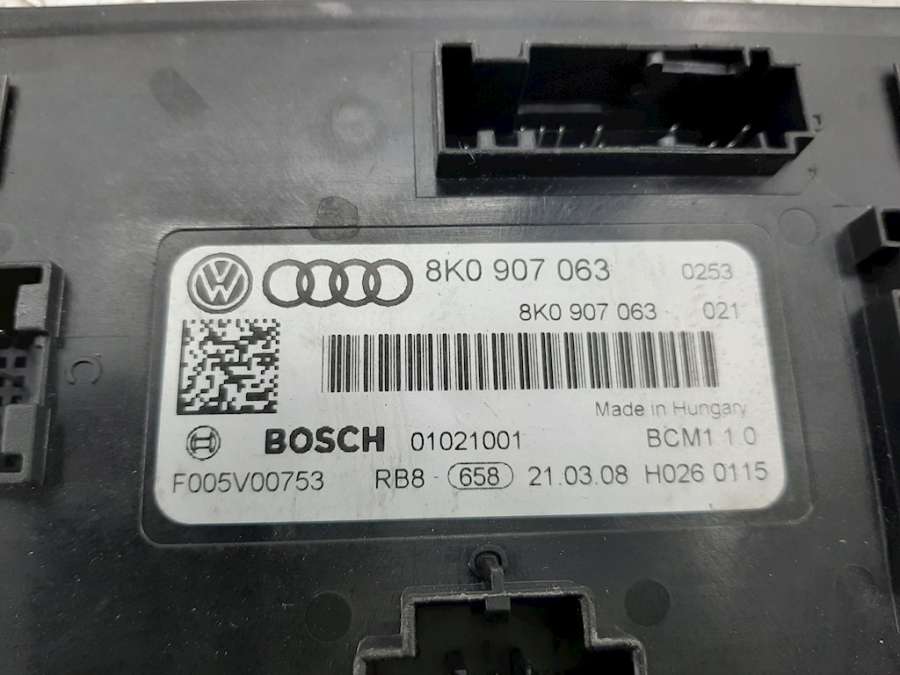 8K0 907 063 0253
8K0 907 063 021
Made in Hungary
BOSCH 01021001 BCM1 1.0
F005V00753 RB8 - 658 21.03.08 H026 0115
C